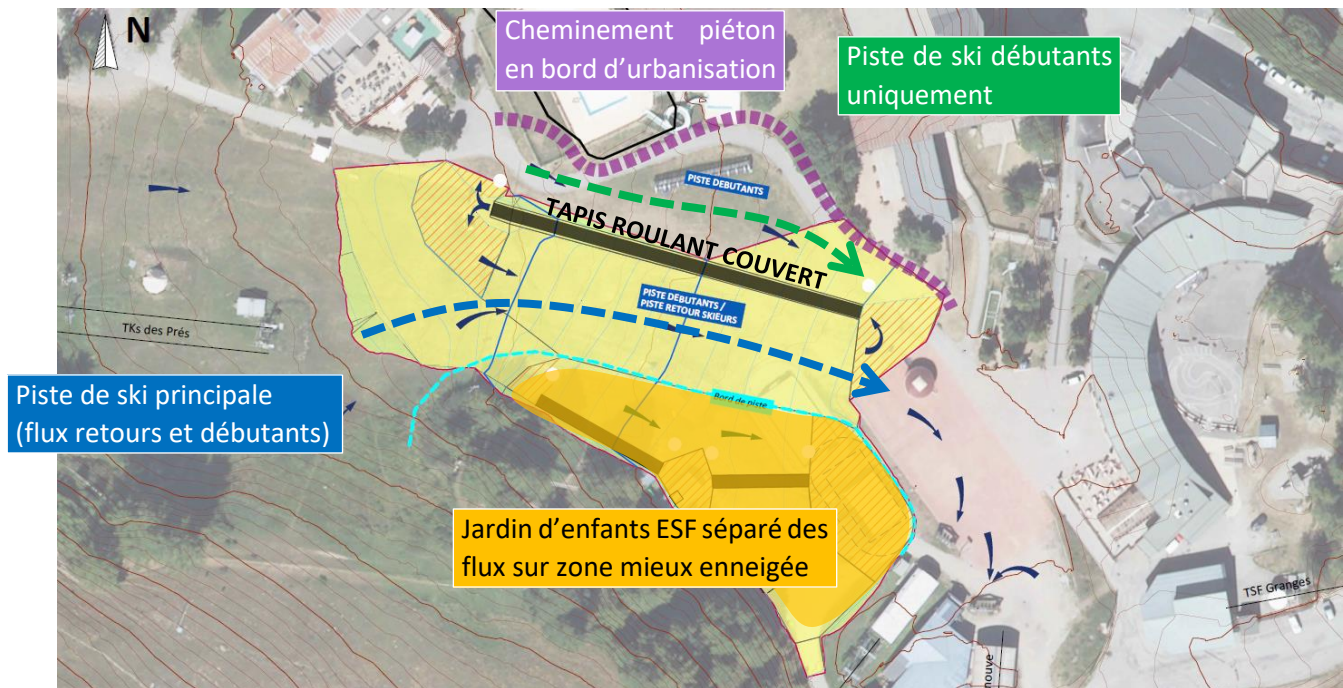 N
Cheminement piéton
en bord d’urbanisation
Piste de ski débutants
uniquement
PISTE DEBUTANTS
TAPIS ROULANT COUVERT
PISTE DÉBUTANTS /
PISTE RETOUR SKIEURS
TKs des Prés
Piste de ski principale
(flux retours et débutants)
Bord de piste
Jardin d’enfants ESF séparé des
flux sur zone mieux enneigée
TSF Granges